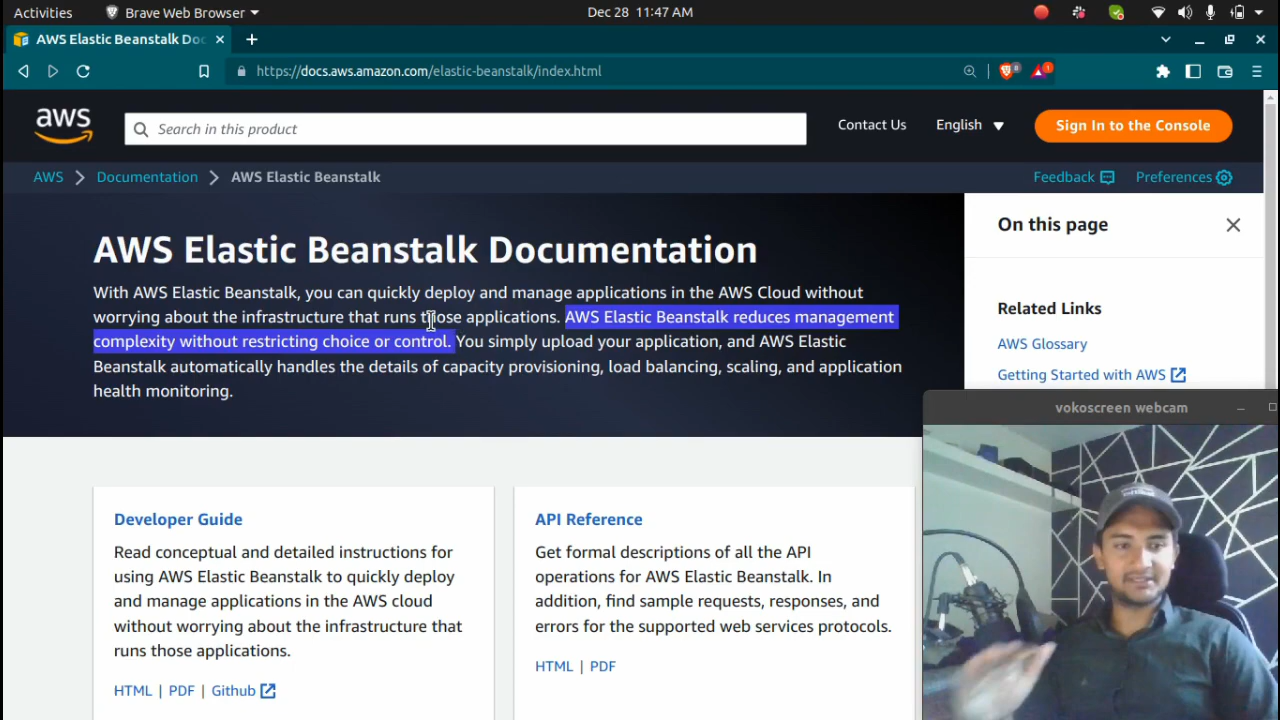 Activities
Brave Web Browser
Dec 28 11:47 AM
AWS Elastic Beanstalk Doc
https://docs.aws.amazon.com/elastic-beanstalk/index.html
0
1
aws
Search in this product
Contact Us
English
Sign In to the Console
AWS
Documentation
AWS Elastic Beanstalk
Feedback
Preferences
AWS Elastic Beanstalk Documentation
With AWS Elastic Beanstalk, you can quickly deploy and manage applications in the AWS Cloud without
worrying about the infrastructure that runs those applications. AWS Elastic Beanstalk reduces management
complexity without restricting choice or control. You simply upload your application, and AWS Elastic
Beanstalk automatically handles the details of capacity provisioning, load balancing, scaling, and application
health monitoring.
On this page
Related Links
AWS Glossary
Getting Started with AWS
vokoscreen webcam
Developer Guide
Read conceptual and detailed instructions for
using AWS Elastic Beanstalk to quickly deploy
and manage applications in the AWS cloud
without worrying about the infrastructure that
runs those applications.
HTML | PDF | Github
API Reference
Get formal descriptions of all the API
operations for AWS Elastic Beanstalk. In
addition, find sample requests, responses, and
errors for the supported web services protocols.
HTML | PDF